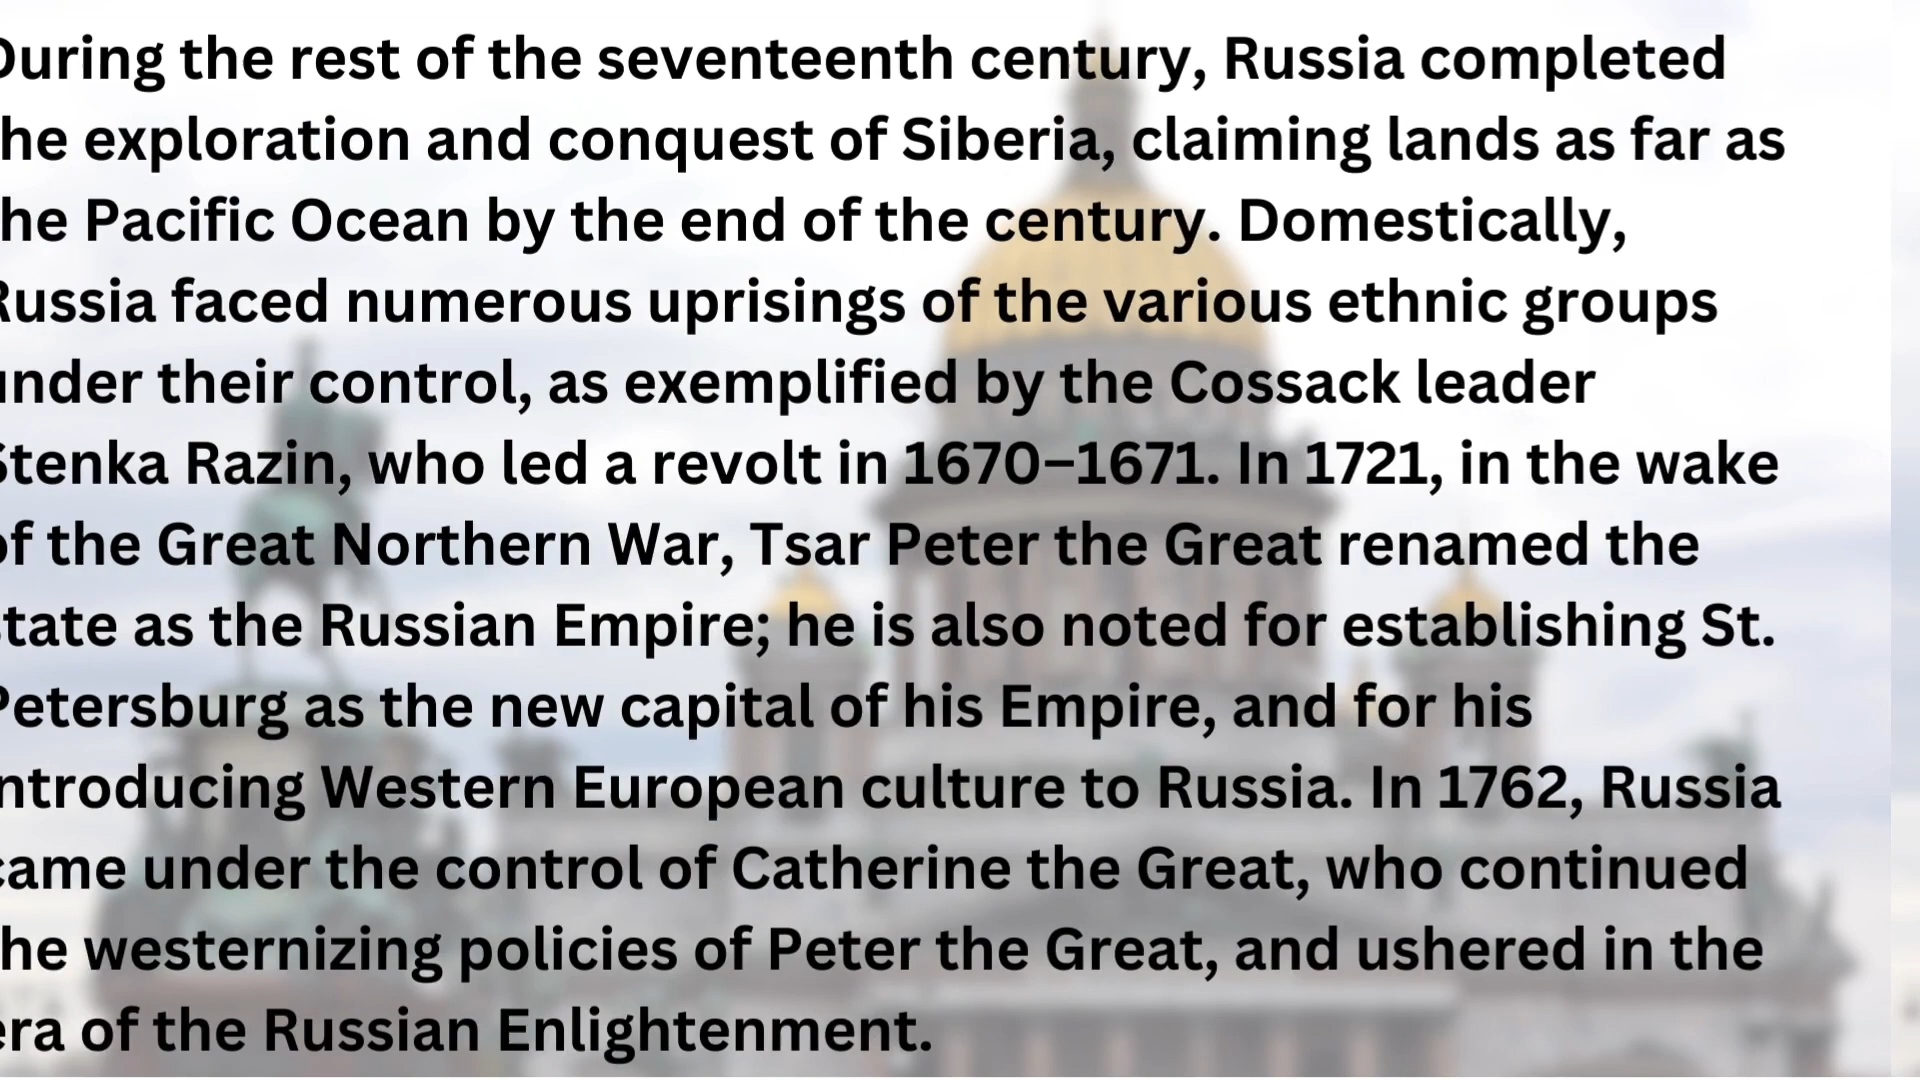 During the rest of the seventeenth century, Russia completed
he exploration and conquest of Siberia, claiming lands as far as
he Pacific Ocean by the end of the century. Domestically,
Russia faced numerous uprisings of the various ethnic groups
under their control, as exemplified by the Cossack leader
Stenka Razin, who led a revolt in 1670–1671. In 1721, in the wake
of the Great Northern War, Tsar Peter the Great renamed the
state as the Russian Empire; he is also noted for establishing St.
Petersburg as the new capital of his Empire, and for his
ntroducing Western European culture to Russia. In 1762, Russia
came under the control of Catherine the Great, who continued
he westernizing policies of Peter the Great, and ushered in the
era of the Russian Enlightenment.